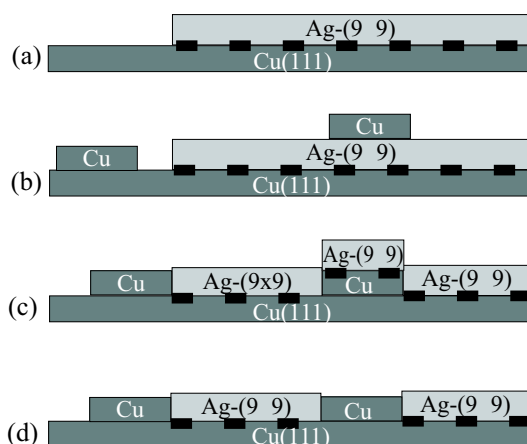 (a)
Ag-(9 9)
Cu(111)
(b)
Cu
Cu
Ag-(9 9)
Cu(111)
(c)
Ag-(9 9)
Cu
Ag-(9x9)
Cu
Ag-(9 9)
Cu(111)
(d)
Cu
Ag-(9 9)
Cu
Ag-(9 9)
Cu(111)